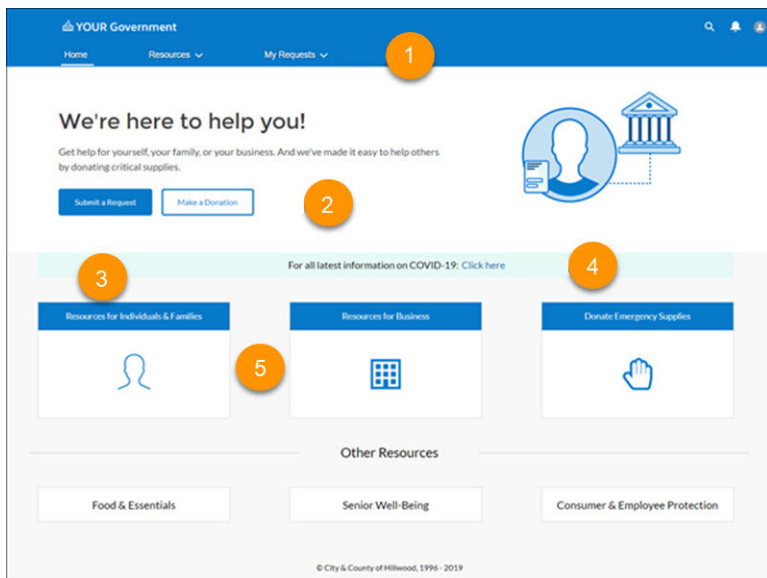 YOUR Government
Home Resources My Requests
1
We're here to help you!
Get help for yourself, your family, or your business. And we've made it easy to help others
by donating critical supplies.
Submit a Request Make a Donation
2
For all latest information on COVID-19: Click here
4
3
Resources for Individuals & Families Resources for Business Donate Emergency Supplies
5
Other Resources
Food & Essentials Senior Well-Being Consumer & Employee Protection
© City & County of Hillwood, 1996 - 2019